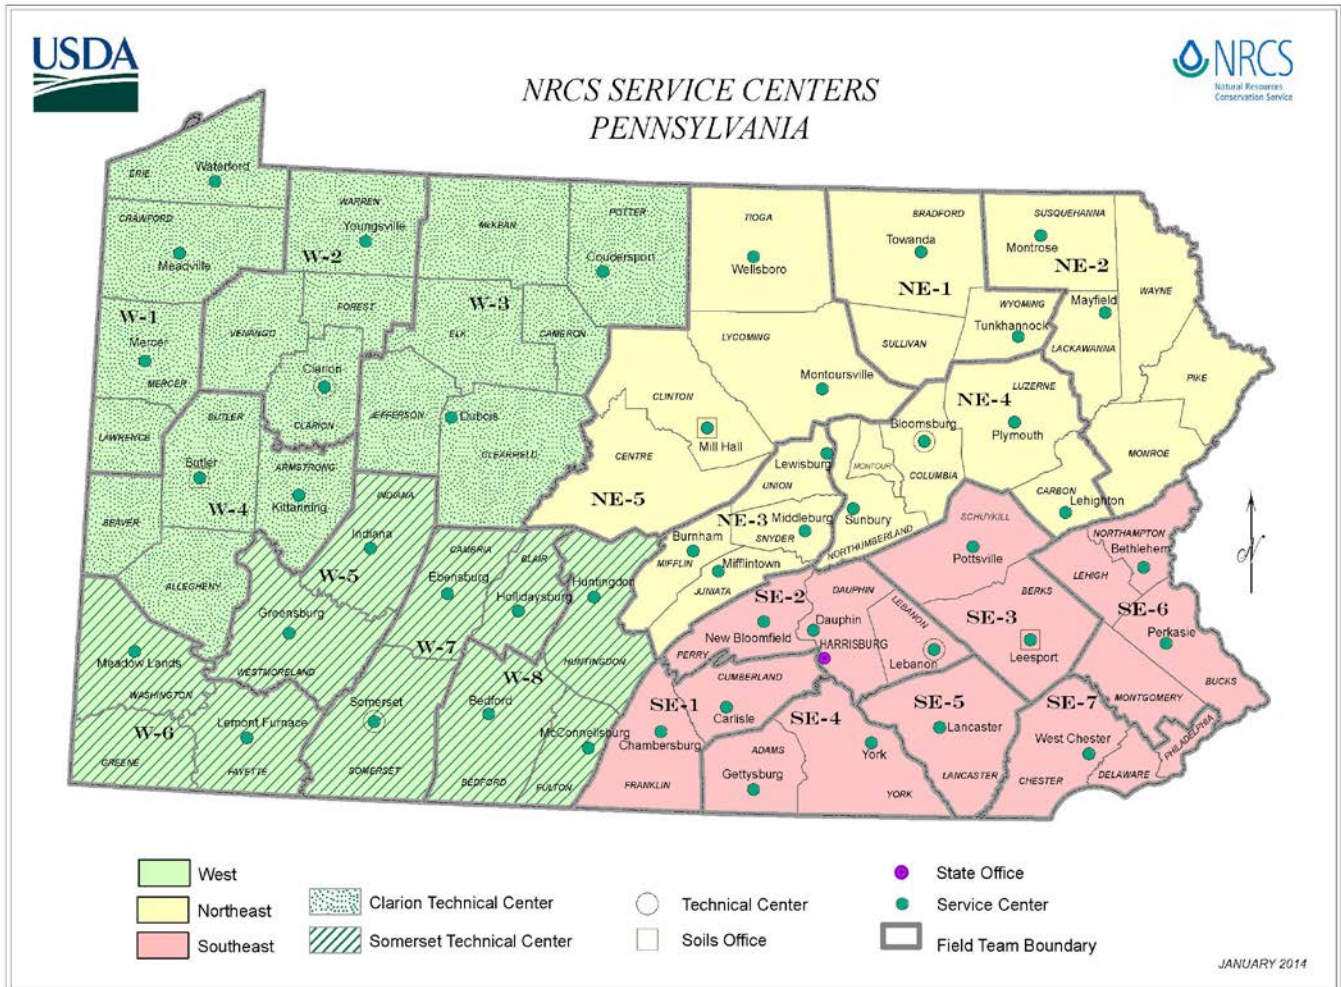 USDA
NRCS
Natural Resources
Conservation Service
NRCS SERVICE CENTERS
PENNSYLVANIA
ERIE
Waterford
CRAWFORD
Meadville
W-1
Mercer
MERCER
LAWRENCE
WARREN
Youngsville
W-2
FOREST
VENANGO
Clarion
CLARION
McKEAN
POTTER
Coudersport
W-3
ELK
CAMERON
JEFFERSON
Dubois
CLEARFIELD
BUTLER
Butler
ARMSTRONG
Kittanning
W-4
BEAVER
ALLEGHENY
INDIANA
Indiana
W-5
Greensburg
WESTMORELAND
Meadow Lands
WASHINGTON
W-6
Lemont Furnace
GREENE
FAYETTE
CAMBRIA
Ebensburg
BLAIR
Hollidaysburg
W-7
Somerset
SOMERSET
Huntingdon
HUNTINGDON
W-8
Bedford
BEDFORD
McConnellsburg
FULTON
TIOGA
Wellsboro
BRADFORD
Towanda
NE-1
SULLIVAN
WYOMING
Tunkhannock
SUSQUEHANNA
Montrose
NE-2
Mayfield
WAYNE
LACKAWANNA
PIKE
MONROE
LYCOMING
Montoursville
CLINTON
Mill Hall
CENTRE
NE-5
LUZERNE
NE-4
Plymouth
Bloomsburg
COLUMBIA
MONTOUR
CARBON
Lehighton
Lewisburg
UNION
NE-3
Middleburg
SNYDER
Sunbury
NORTHUMBERLAND
Burnham
MIFFLIN
Mifflintown
JUNIATA
SCHUYKILL
Pottsville
NORTHAMPTON
Bethlehem
LEHIGH
SE-6
Perkasie
BUCKS
MONTGOMERY
SE-2
DAUPHIN
Dauphin
New Bloomfield
PERRY
HARRISBURG
LEBANON
Lebanon
BERKS
SE-3
Leesport
CUMBERLAND
SE-1
Carlisle
Chambersburg
FRANKLIN
SE-4
ADAMS
Gettysburg
York
YORK
SE-5
Lancaster
LANCASTER
SE-7
West Chester
CHESTER
DELAWARE
PHILADELPHIA
N
West
Northeast
Southeast
Clarion Technical Center
Somerset Technical Center
Technical Center
Soils Office
State Office
Service Center
Field Team Boundary
JANUARY 2014